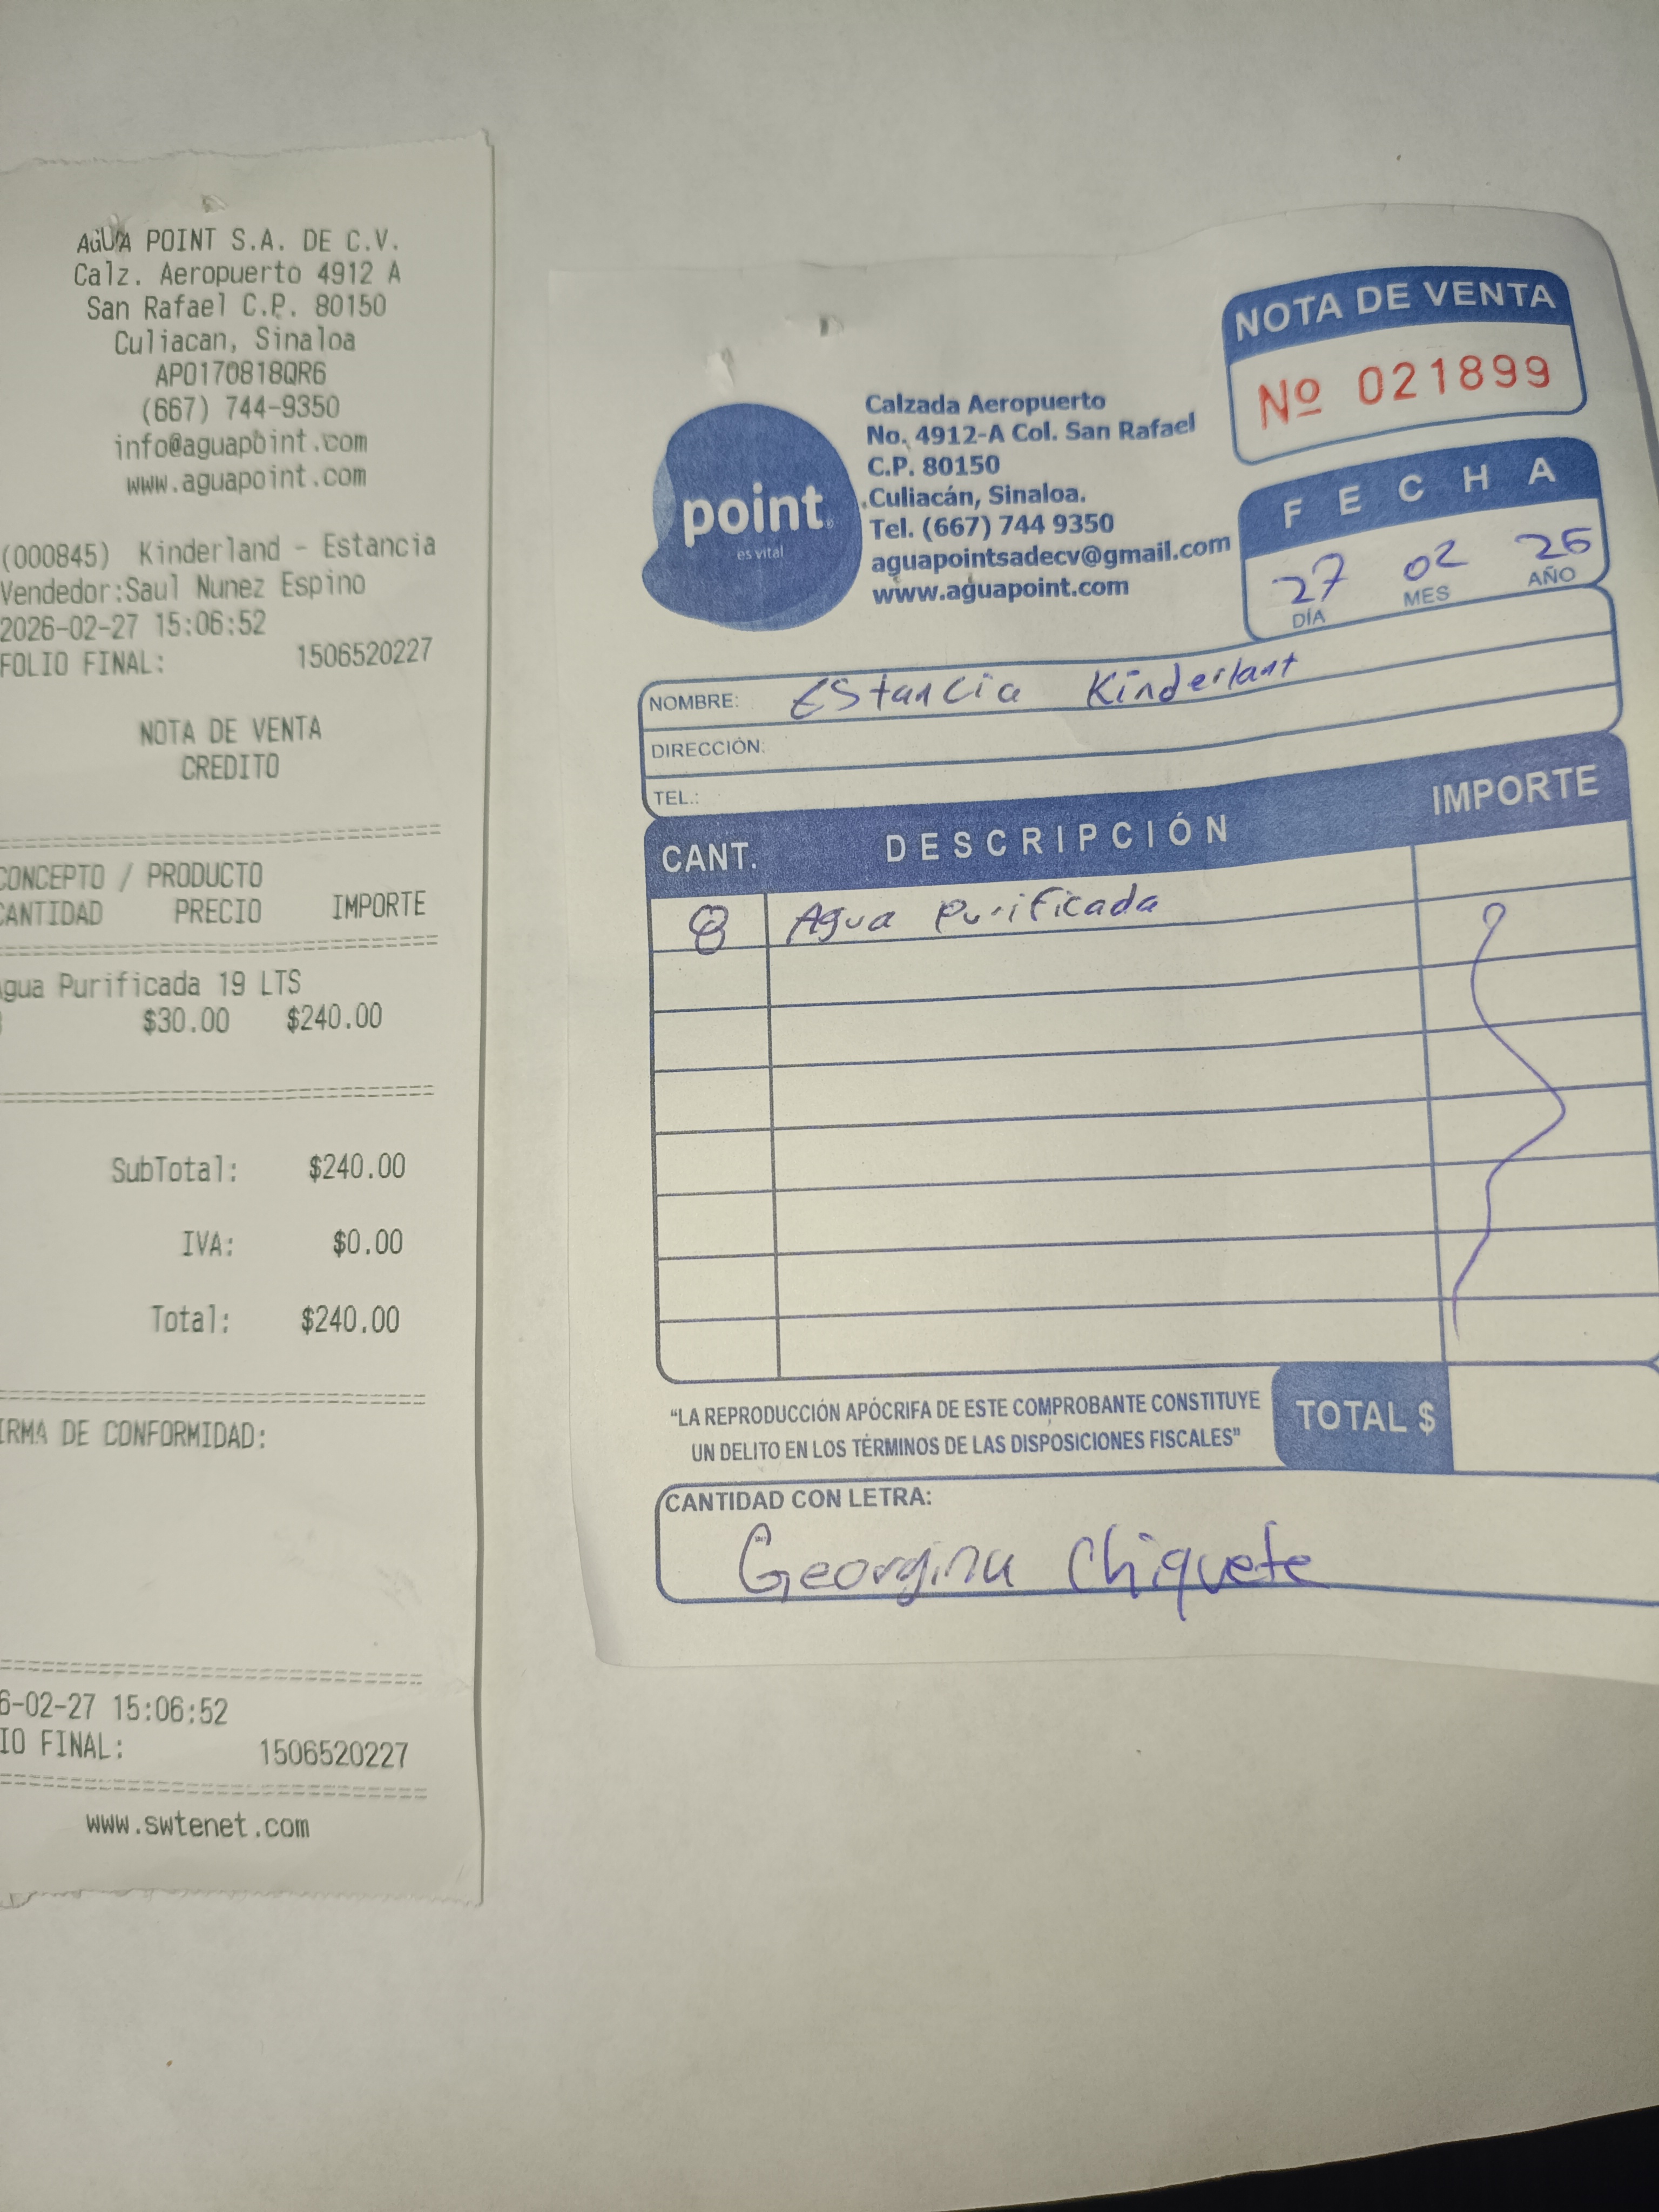 AGUA POINT S.A. DE C.V.
Calz. Aeropuerto 4912 A
San Rafael C.P. 80150
Culiacan, Sinaloa
APO170818QR6
(667) 744-9350
info@aguapoint.com
www.aguapoint.com
(000845) Kinderland - Estancia
Vendedor:Saul Nunez Espino
2026-02-27 15:06:52
FOLIO FINAL: 1506520227
NOTA DE VENTA
CREDITO
CONCEPTO / PRODUCTO
CANTIDAD PRECIO IMPORTE
gua Purificada 19 LTS
$30.00 $240.00
SubTotal: $240.00
IVA: $0.00
Total: $240.00
IRMA DE CONFORMIDAD:
6-02-27 15:06:52
IO FINAL: 1506520227
www.swtenet.com
NOTA DE VENTA
Nº 021899
point
es vital
Calzada Aeropuerto
No. 4912-A Col. San Rafael
C.P. 80150
Culiacán, Sinaloa.
Tel. (667) 744 9350
aguapointsadecv@gmail.com
www.aguapoint.com
FECHA
27 02 26
DÍA MES AÑO
NOMBRE: EStancia Kinderlant
DIRECCIÓN:
TEL.:
CANT. DESCRIPCIÓN IMPORTE
8 Agua Purificada
"LA REPRODUCCIÓN APÓCRIFA DE ESTE COMPROBANTE CONSTITUYE
UN DELITO EN LOS TÉRMINOS DE LAS DISPOSICIONES FISCALES"
TOTAL $
CANTIDAD CON LETRA:
Georgina Chiquete